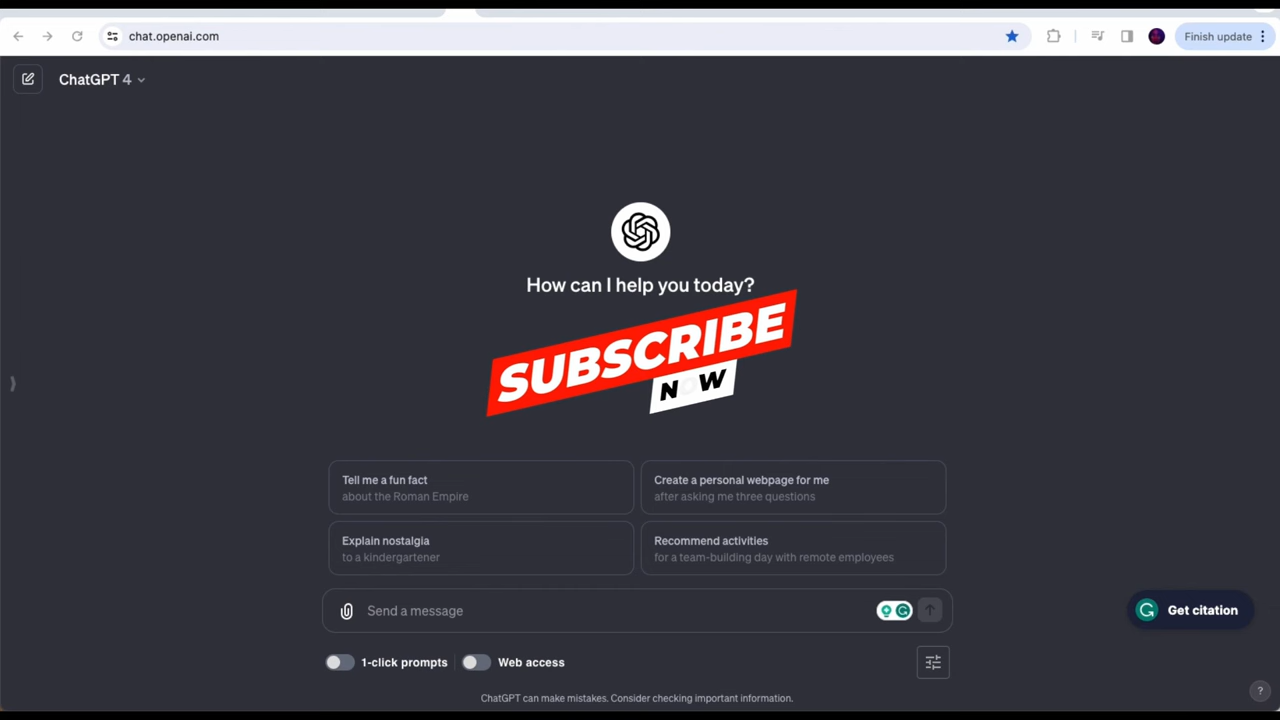 chat.openai.com
Finish update
ChatGPT 4
How can I help you today?
SUBSCRIBE
NOW
Tell me a fun fact
about the Roman Empire
Create a personal webpage for me
after asking me three questions
Explain nostalgia
to a kindergartener
Recommend activities
for a team-building day with remote employees
Send a message
Get citation
1-click prompts
Web access
ChatGPT can make mistakes. Consider checking important information.
?